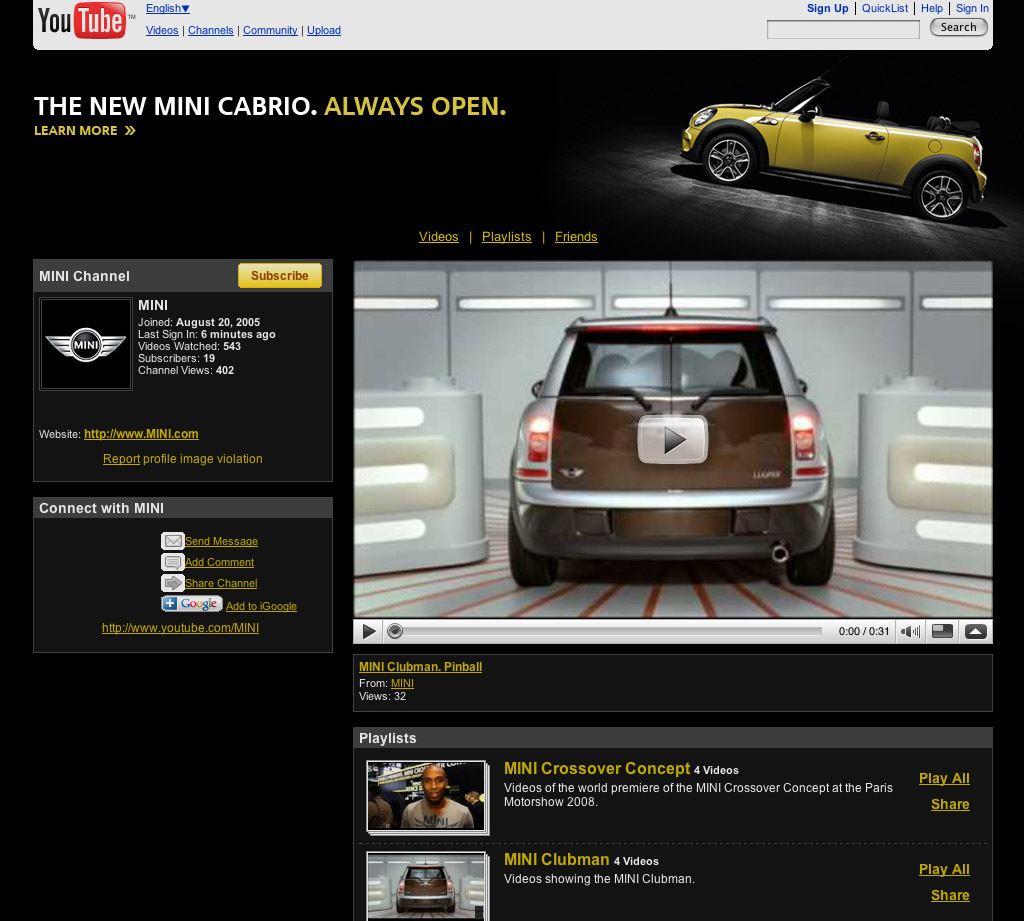 YouTube™
English▼
Videos | Channels | Community | Upload
Sign Up | QuickList | Help | Sign In
Search
THE NEW MINI CABRIO. ALWAYS OPEN.
LEARN MORE »
Videos | Playlists | Friends
MINI Channel
Subscribe
MINI
MINI
Joined: August 20, 2005
Last Sign In: 6 minutes ago
Videos Watched: 543
Subscribers: 19
Channel Views: 402
Website: http://www.MINI.com
Report profile image violation
Connect with MINI
Send Message
Add Comment
Share Channel
Google Add to iGoogle
http://www.youtube.com/MINI
COOPER
0:00 / 0:31
MINI Clubman. Pinball
From: MINI
Views: 32
Playlists
MINI
MINI Crossover Concept 4 Videos
Videos of the world premiere of the MINI Crossover Concept at the Paris
Motorshow 2008.
Play All
Share
MINI Clubman 4 Videos
Videos showing the MINI Clubman.
Play All
Share